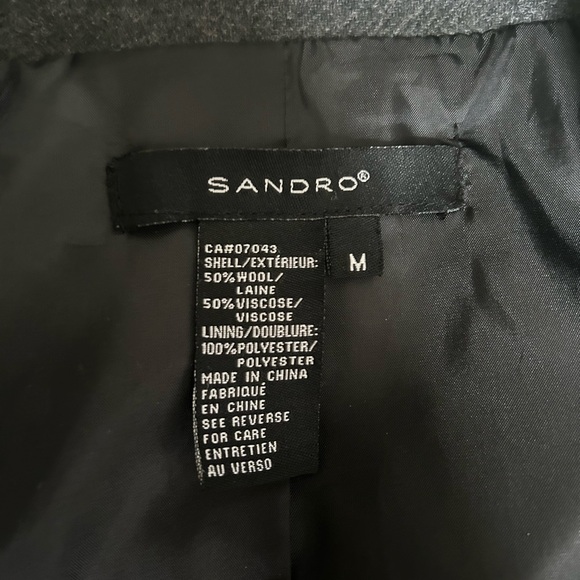 SANDRO®
CA#07043
SHELL/EXTÉRIEUR:
50%WOOL/
LAINE
50%VISCOSE/
VISCOSE
LINING/DOUBLURE:
100%POLYESTER/
POLYESTER
MADE IN CHINA
FABRIQUÉ
EN CHINE
SEE REVERSE
FOR CARE
ENTRETIEN
AU VERSO
M